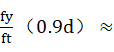 fy/ft (0.9d) ≈